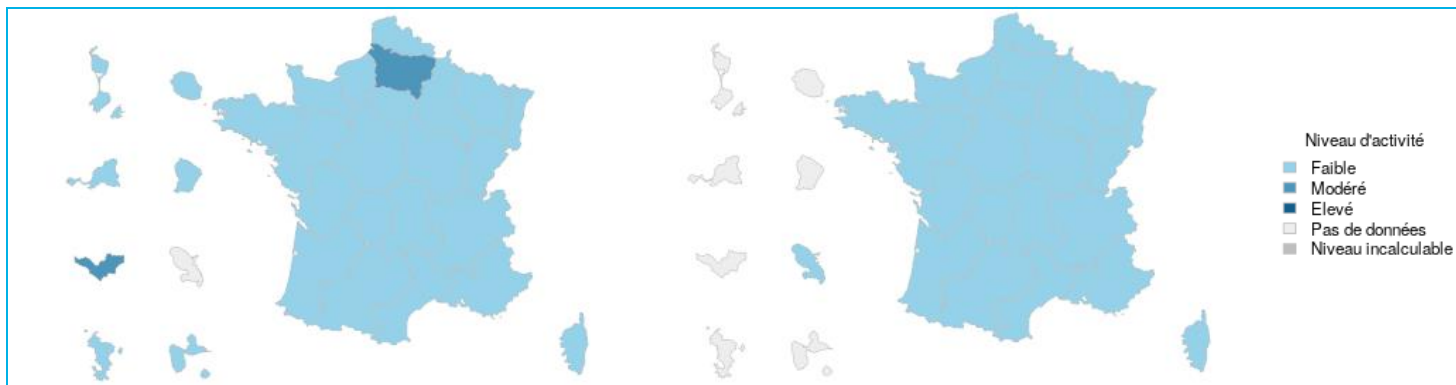 Niveau d'activité
Faible
Modéré
Elevé
Pas de données
Niveau incalculable